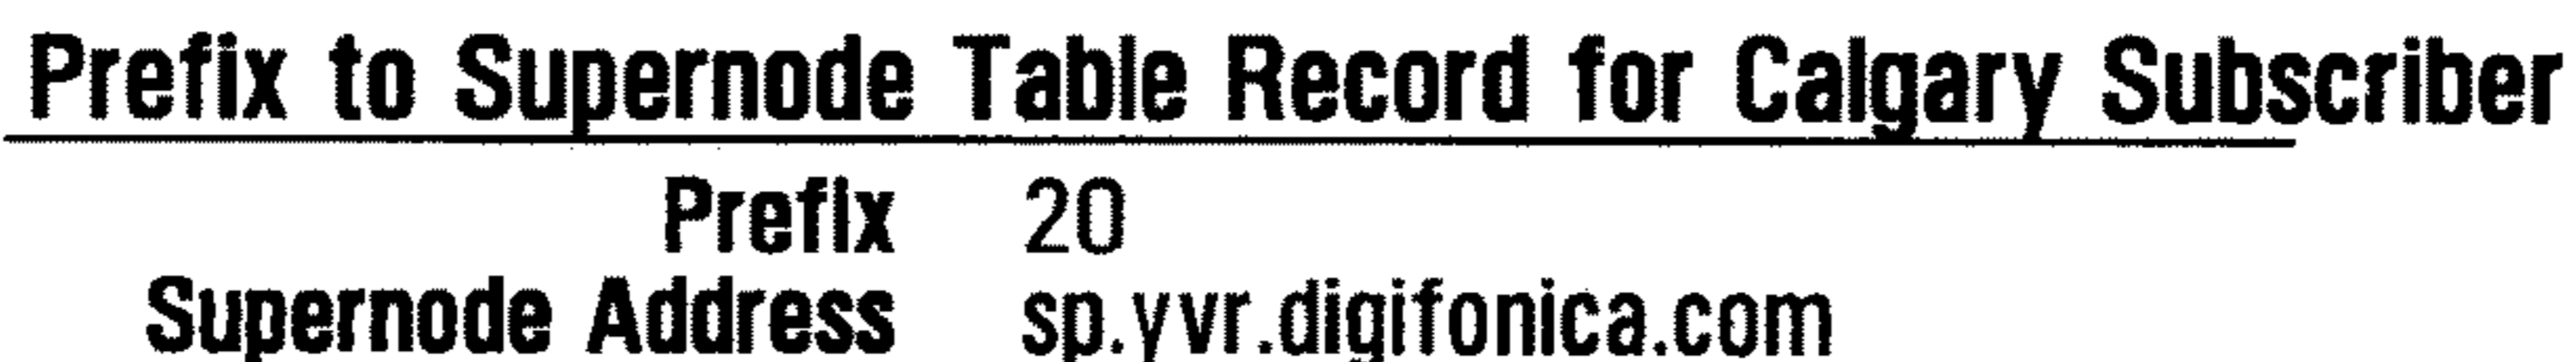 Prefix to Supernode Table Record for Calgary Subscriber
Prefix 20
Supernode Address sp.yvr.digifonica.com